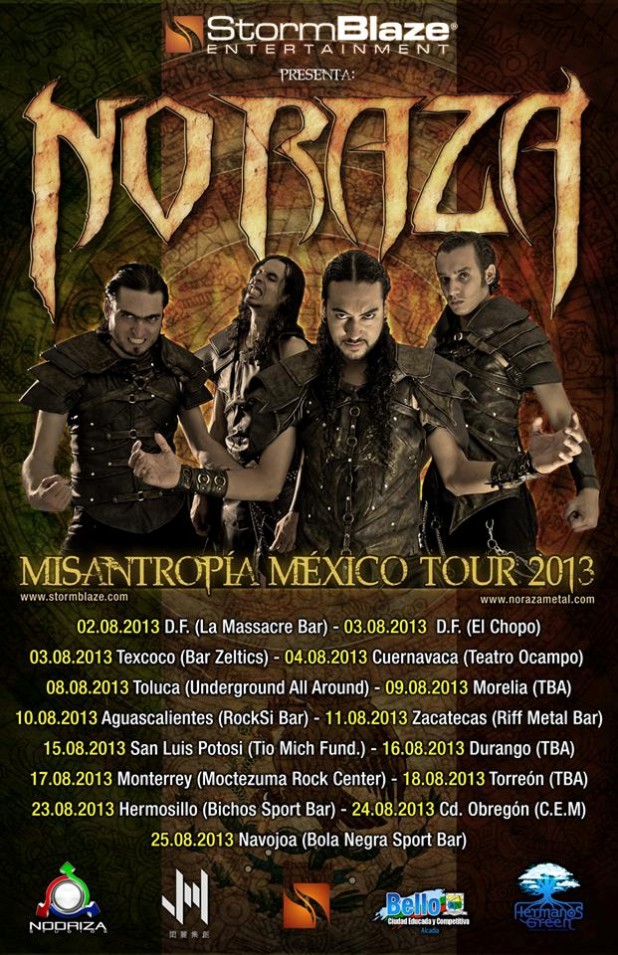 StormBlaze®
ENTERTAINMENT
PRESENTA:
NO RAZA
MISANTROPÍA MÉXICO TOUR 2013
www.stormblaze.com
www.norazametal.com
02.08.2013 D.F. (La Massacre Bar) - 03.08.2013 D.F. (El Chopo)
03.08.2013 Texcoco (Bar Zeltics) - 04.08.2013 Cuernavaca (Teatro Ocampo)
08.08.2013 Toluca (Underground All Around) - 09.08.2013 Morelia (TBA)
10.08.2013 Aguascalientes (RockSi Bar) - 11.08.2013 Zacatecas (Riff Metal Bar)
15.08.2013 San Luis Potosi (Tio Mich Fund.) - 16.08.2013 Durango (TBA)
17.08.2013 Monterrey (Moctezuma Rock Center) - 18.08.2013 Torreón (TBA)
23.08.2013 Hermosillo (Bichos Sport Bar) - 24.08.2013 Cd. Obregón (C.E.M)
25.08.2013 Navojoa (Bola Negra Sport Bar)
Bello
Ciudad Educada y Competitiva
Alcadía
Hermanos
Green